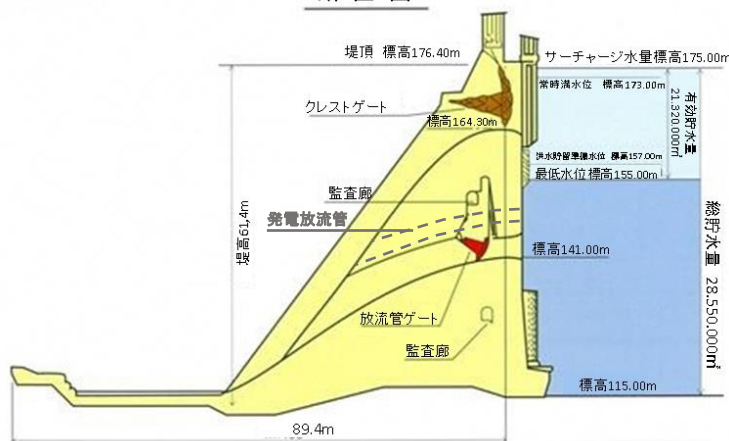 堤頂 標高176.40m
サーチャージ水量標高175.00m
常時満水位 標高173.00m
有効貯水量
21.320.000㎥
クレストゲート
標高164.30m
洪水貯留準備水位 標高157.00m
最低水位標高155.00m
監査廊
発電放流管
堤高61,4m
総貯水量 28.550.000㎥
標高141.00m
放流管ゲート
監査廊
標高115.00m
89.4m